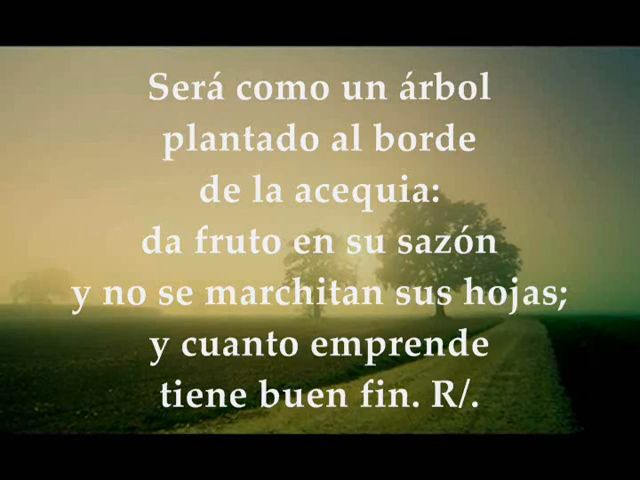 Será como un árbol
plantado al borde
de la acequia:
da fruto en su sazón
y no se marchitan sus hojas;
y cuanto emprende
tiene buen fin. R/.